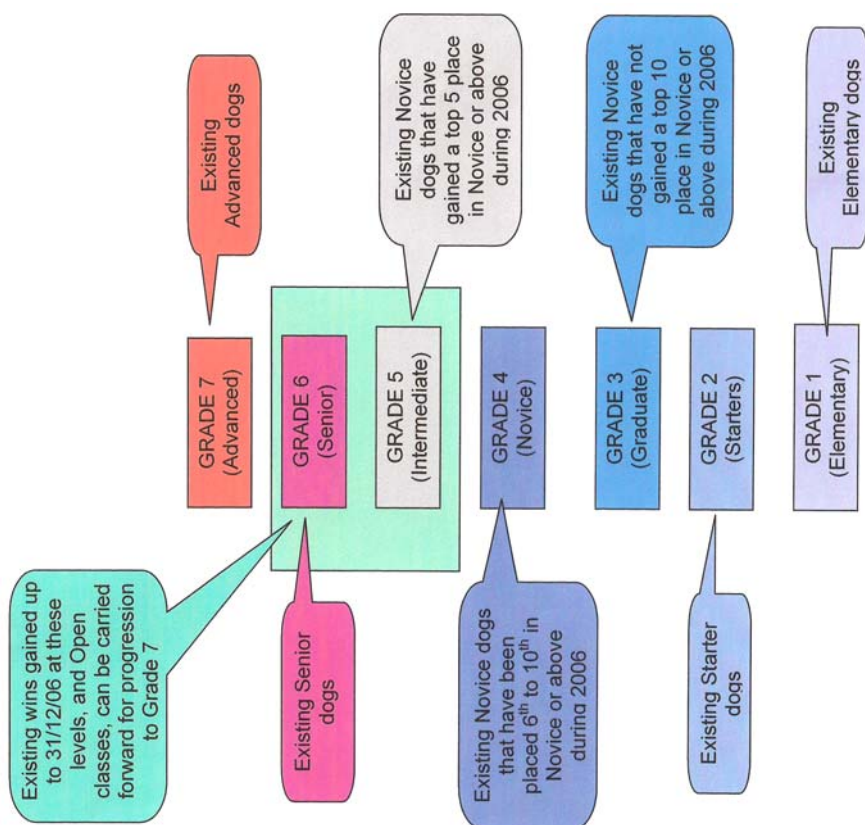 Existing wins gained up
to 31/12/06 at these
levels, and Open
classes, can be carried
forward for progression
to Grade 7
GRADE 7
(Advanced)
Existing
Advanced dogs
Existing Senior
dogs
GRADE 6
(Senior)
GRADE 5
(Intermediate)
Existing Novice
dogs that have
gained a top 5 place
in Novice or above
during 2006
Existing Novice dogs
that have been
placed 6th to 10th in
Novice or above
during 2006
GRADE 4
(Novice)
GRADE 3
(Graduate)
Existing Novice
dogs that have not
gained a top 10
place in Novice or
above during 2006
Existing Starter
dogs
GRADE 2
(Starters)
GRADE 1
(Elementary)
Existing
Elementary dogs